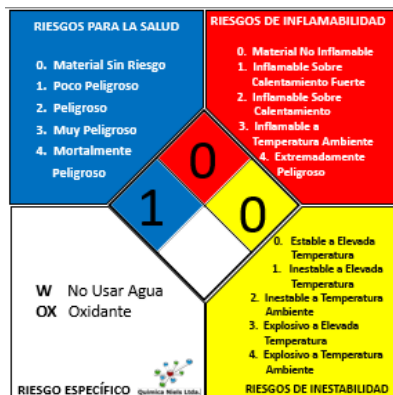 RIESGOS PARA LA SALUD
0. Material Sin Riesgo
1. Poco Peligroso
2. Peligroso
3. Muy Peligroso
4. Mortalmente
Peligroso
RIESGOS DE INFLAMABILIDAD
0. Material No Inflamable
1. Inflamable Sobre
Calentamiento Fuerte
2. Inflamable Sobre
Calentamiento
3. Inflamable a
Temperatura Ambiente
4. Extremadamente
Peligroso
0
1
0
W No Usar Agua
OX Oxidante
RIESGO ESPECÍFICO
Química Niels Ltda.
0. Estable a Elevada
Temperatura
1. Inestable a Elevada
Temperatura
2. Inestable a Temperatura
Ambiente
3. Explosivo a Elevada
Temperatura
4. Explosivo a Temperatura
Ambiente
RIESGOS DE INESTABILIDAD